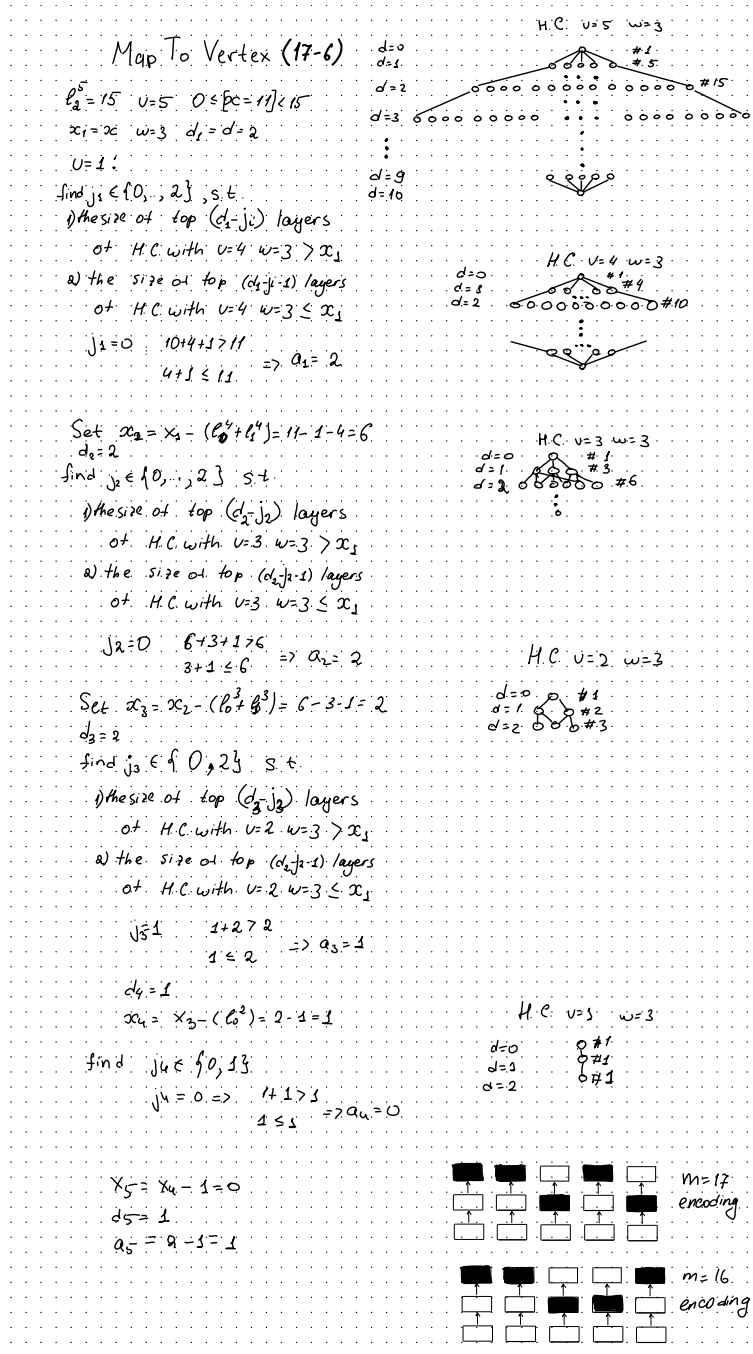 Map To Vertex (17-6)
ℓ₂⁵=15 v=5 0≤[x=11]<15
x₁=x w=3 d₁=d=2
v=1:
find j₁∈{0,..,2}, s.t
1) the size of top (d₁-jᵢ) layers
of H.C. with v=4 w=3 > x₁
2) the size of top (d₁-jᵢ-1) layers
of H.C. with v=4 w=3 ≤ x₁
j₁=0 10+4+1>11
4+1≤11 => a₁=2
Set x₂=x₁-(ℓ₀⁴+ℓ₁⁴)=11-1-4=6
d₂=2
find j₂∈{0,..,2} s.t.
1) the size of top (d₂-j₂) layers
of H.C. with v=3 w=3 > x₁
2) the size of top (d₂-j₂-1) layers
of H.C. with v=3 w=3 ≤ x₁
j₂=0 6+3+1>6
3+1≤6 => a₂=2
Set x₃=x₂-(ℓ₀³+ℓ₁³)=6-3-1=2
d₃=2
find j₃∈{0,2} s.t.
1) the size of top (d₃-j₃) layers
of H.C. with v=2 w=3 > x₁
2) the size of top (d₂-j₂-1) layers
of H.C. with v=2 w=3 ≤ x₁
j₃=1 1+2>2
1≤2 => a₃=1
d₄=1
x₄=x₃-(ℓ₀²)=2-1=1
find j₄∈{0,1}
j₄=0 => 1+1>1
1≤1 => a₄=0
x₅=x₄-1=0
d₅=1
a₅=2-1=1
H.C. v=5 w=3
d=0 #1
d=1 #5
d=2 #15
d=3
d=9
d=10
H.C. v=4 w=3
d=0 #1
d=1 #4
d=2 #10
H.C. v=3 w=3
d=0 #1
d=1 #3
d=2 #6
H.C. v=2 w=3
d=0 #1
d=1 #2
d=2 #3
H.C. v=1 w=3
d=0 #1
d=1 #1
d=2 #1
m=17
encoding
m=16
encoding